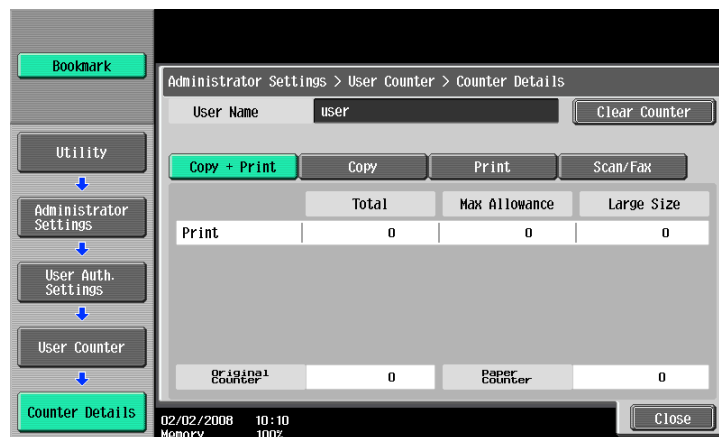 Bookmark
Utility
Administrator
Settings
User Auth.
Settings
User Counter
Counter Details
Administrator Settings > User Counter > Counter Details
User Name
user
Clear Counter
Copy + Print
Copy
Print
Scan/Fax
Total
Max Allowance
Large Size
Print
0
0
0
Original
Counter
0
Paper
Counter
0
02/02/2008 10:10
Memory 100%
Close